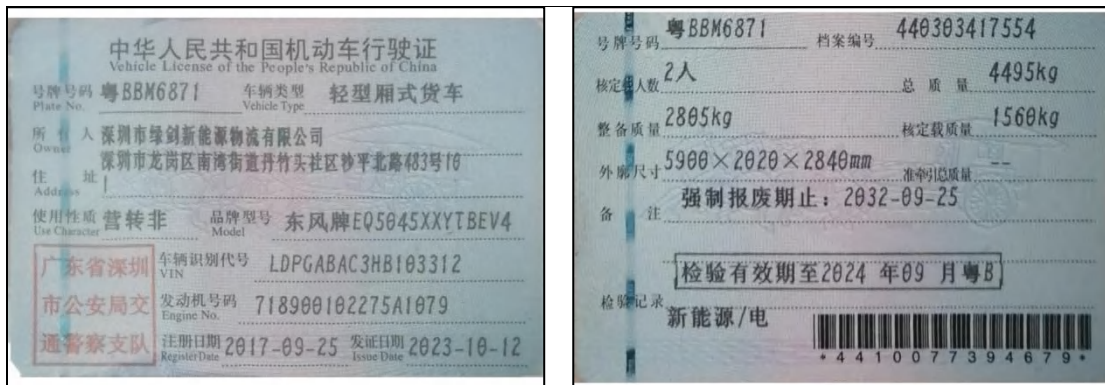 中华人民共和国机动车行驶证
Vehicle License of the People's Republic of China
号牌号码 粤BBM6871 车辆类型 轻型厢式货车
Plate No. Vehicle Type
所有人 深圳市绿剑新能源物流有限公司
Owner
深圳市龙岗区南湾街道丹竹头社区沙平北路483号10
住址
Address
使用性质 营转非 品牌型号 东风牌EQ5045XXYTBEV4
Use Character Model
广东省深圳
市公安局交
通警察支队
车辆识别代号 LDPGABAC3HB103312
VIN
发动机号码 718900102275A1079
Engine No.
注册日期 2017-09-25 发证日期 2023-10-12
Register Date Issue Date
号牌号码 粤BBM6871 档案编号 440303417554
核定载人数 2人 总质量 4495kg
整备质量 2805kg 核定载质量 1560kg
外廓尺寸 5900×2020×2840mm 准牵引总质量 --
备注 强制报废期止：2032-09-25
检验有效期至2024 年09 月粤B
检验记录
新能源/电
*4410077394679*